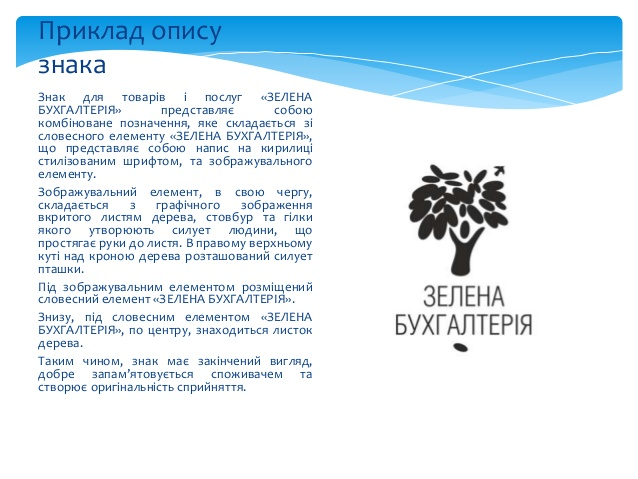 Приклад опису
знака
Знак для товарів і послуг «ЗЕЛЕНА
БУХГАЛТЕРІЯ» представляє собою
комбіноване позначення, яке складається зі
словесного елементу «ЗЕЛЕНА БУХГАЛТЕРІЯ»,
що представляє собою напис на кирилиці
стилізованим шрифтом, та зображувального
елементу.
Зображувальний елемент, в свою чергу,
складається з графічного зображення
вкритого листям дерева, стовбур та гілки
якого утворюють силует людини, що
простягає руки до листя. В правому верхньому
куті над кроною дерева розташований силует
пташки.
Під зображувальним елементом розміщений
словесний елемент «ЗЕЛЕНА БУХГАЛТЕРІЯ».
Знизу, під словесним елементом «ЗЕЛЕНА
БУХГАЛТЕРІЯ», по центру, знаходиться листок
дерева.
Таким чином, знак має закінчений вигляд,
добре запам’ятовується споживачем та
створює оригінальність сприйняття.
ЗЕЛЕНА
БУХГАЛТЕРІЯ